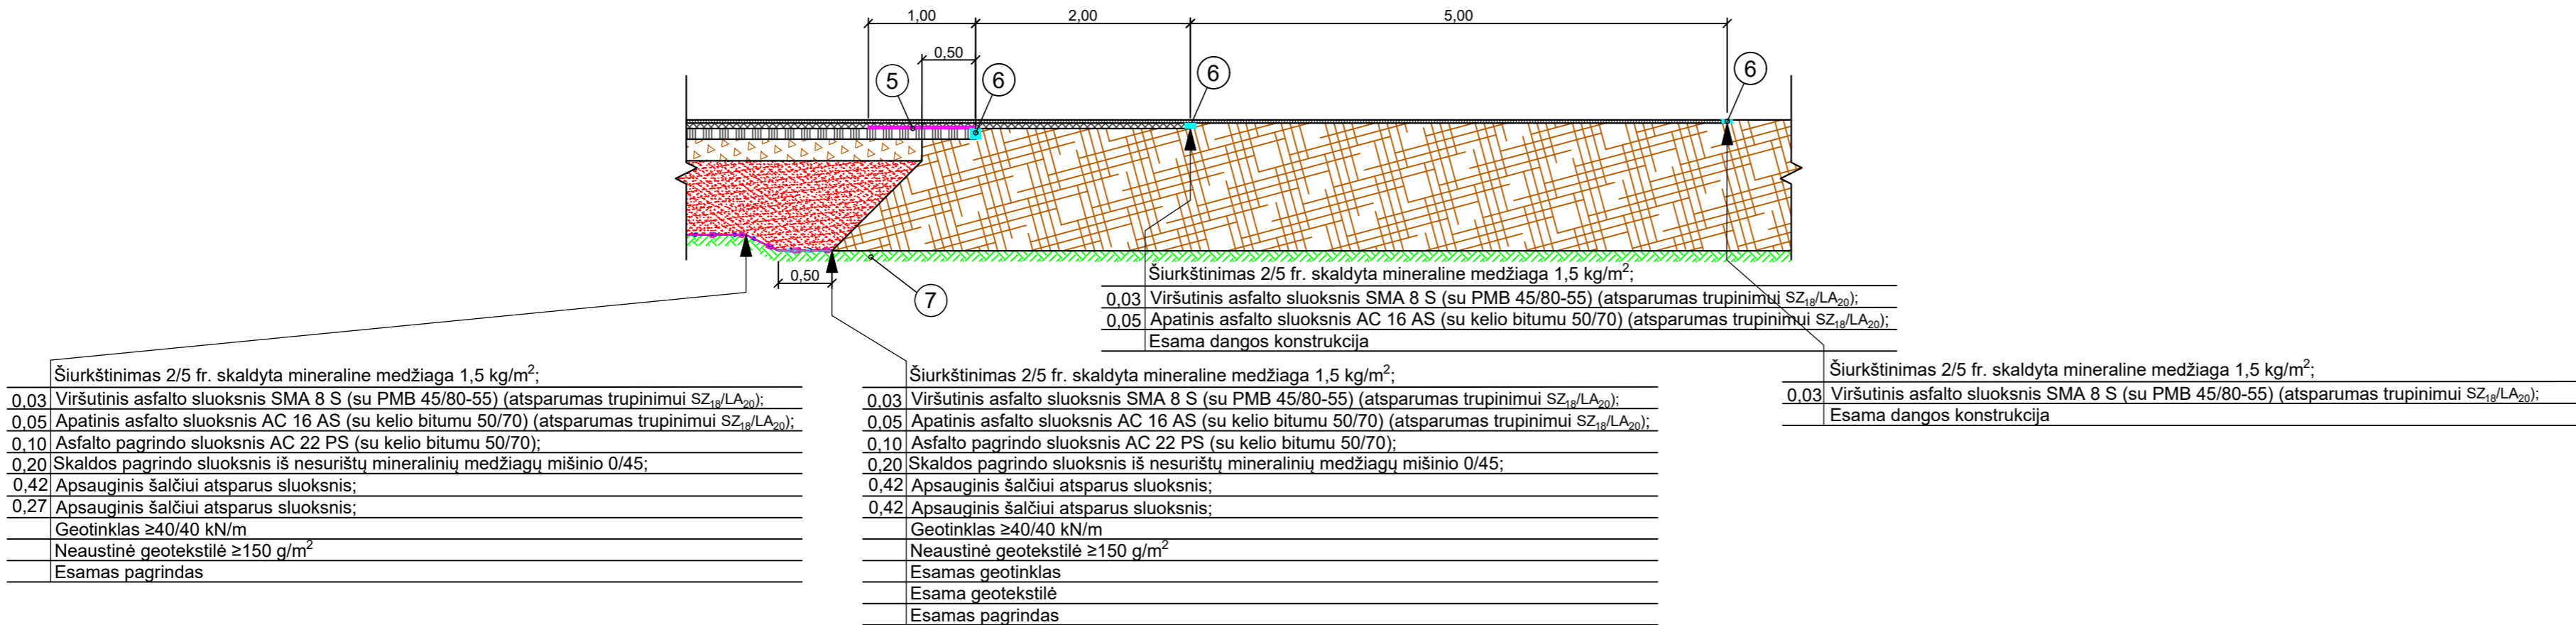 1,00
2,00
5,00
0,50
5
6
6
6
0,50
7
Šiurkštinimas 2/5 fr. skaldyta mineraline medžiaga 1,5 kg/m²;
0,03 Viršutinis asfalto sluoksnis SMA 8 S (su PMB 45/80-55) (atsparumas trupinimui SZ₁₈/LA₂₀);
0,05 Apatinis asfalto sluoksnis AC 16 AS (su kelio bitumu 50/70) (atsparumas trupinimui SZ₁₈/LA₂₀);
Esama dangos konstrukcija
Šiurkštinimas 2/5 fr. skaldyta mineraline medžiaga 1,5 kg/m²;
0,03 Viršutinis asfalto sluoksnis SMA 8 S (su PMB 45/80-55) (atsparumas trupinimui SZ₁₈/LA₂₀);
0,05 Apatinis asfalto sluoksnis AC 16 AS (su kelio bitumu 50/70) (atsparumas trupinimui SZ₁₈/LA₂₀);
0,10 Asfalto pagrindo sluoksnis AC 22 PS (su kelio bitumu 50/70);
0,20 Skaldos pagrindo sluoksnis iš nesurištų mineralinių medžiagų mišinio 0/45;
0,42 Apsauginis šalčiui atsparus sluoksnis;
0,27 Apsauginis šalčiui atsparus sluoksnis;
Geotinklas ≥40/40 kN/m
Neaustinė geotekstilė ≥150 g/m²
Esamas pagrindas
Šiurkštinimas 2/5 fr. skaldyta mineraline medžiaga 1,5 kg/m²;
0,03 Viršutinis asfalto sluoksnis SMA 8 S (su PMB 45/80-55) (atsparumas trupinimui SZ₁₈/LA₂₀);
0,05 Apatinis asfalto sluoksnis AC 16 AS (su kelio bitumu 50/70) (atsparumas trupinimui SZ₁₈/LA₂₀);
0,10 Asfalto pagrindo sluoksnis AC 22 PS (su kelio bitumu 50/70);
0,20 Skaldos pagrindo sluoksnis iš nesurištų mineralinių medžiagų mišinio 0/45;
0,42 Apsauginis šalčiui atsparus sluoksnis;
0,42 Apsauginis šalčiui atsparus sluoksnis;
Geotinklas ≥40/40 kN/m
Neaustinė geotekstilė ≥150 g/m²
Esamas geotinklas
Esama geotekstilė
Esamas pagrindas
Šiurkštinimas 2/5 fr. skaldyta mineraline medžiaga 1,5 kg/m²;
0,03 Viršutinis asfalto sluoksnis SMA 8 S (su PMB 45/80-55) (atsparumas trupinimui SZ₁₈/LA₂₀);
Esama dangos konstrukcija